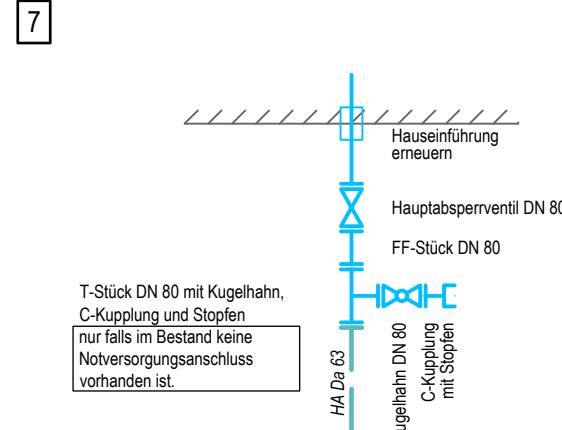 7
Hauseinführung
erneuern
Hauptabsperrventil DN 80
FF-Stück DN 80
T-Stück DN 80 mit Kugelhahn,
C-Kupplung und Stopfen
nur falls im Bestand keine
Notversorgungsanschluss
vorhanden ist.
HA Da 63
ugelhahn DN 80
C-Kupplung
mit Stopfen